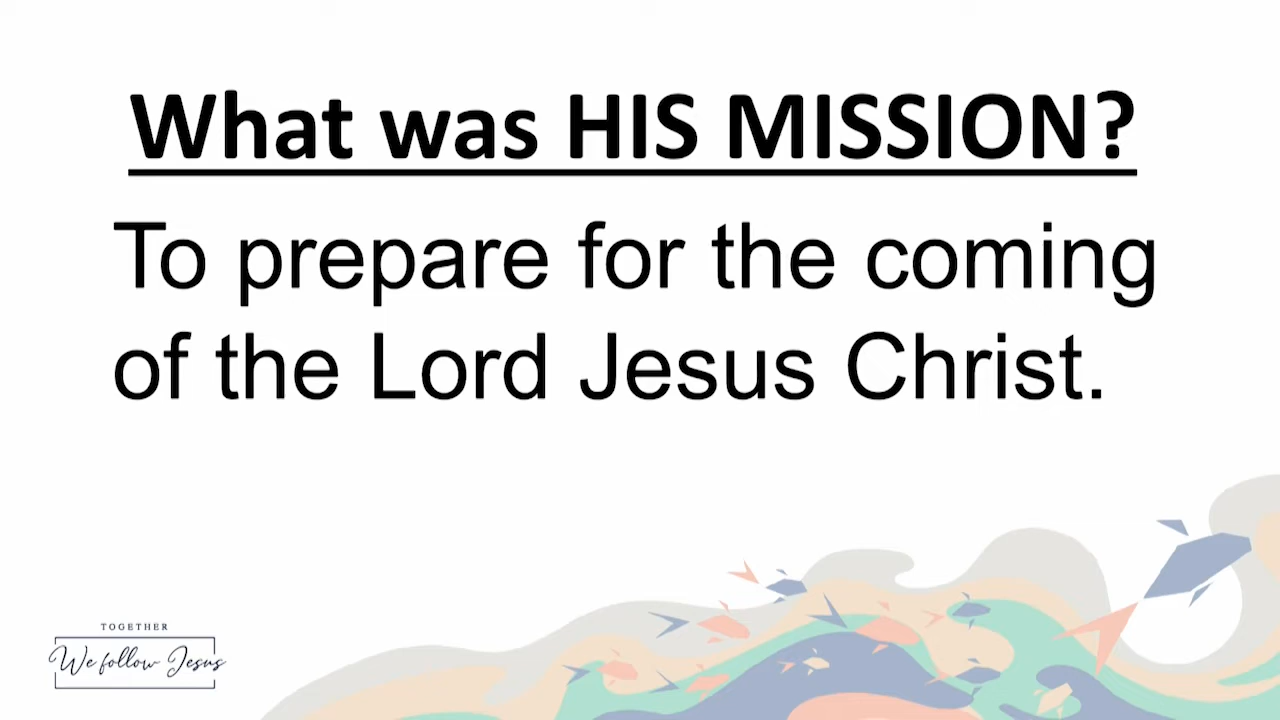 What was HIS MISSION?
To prepare for the coming
of the Lord Jesus Christ.
TOGETHER
We follow Jesus